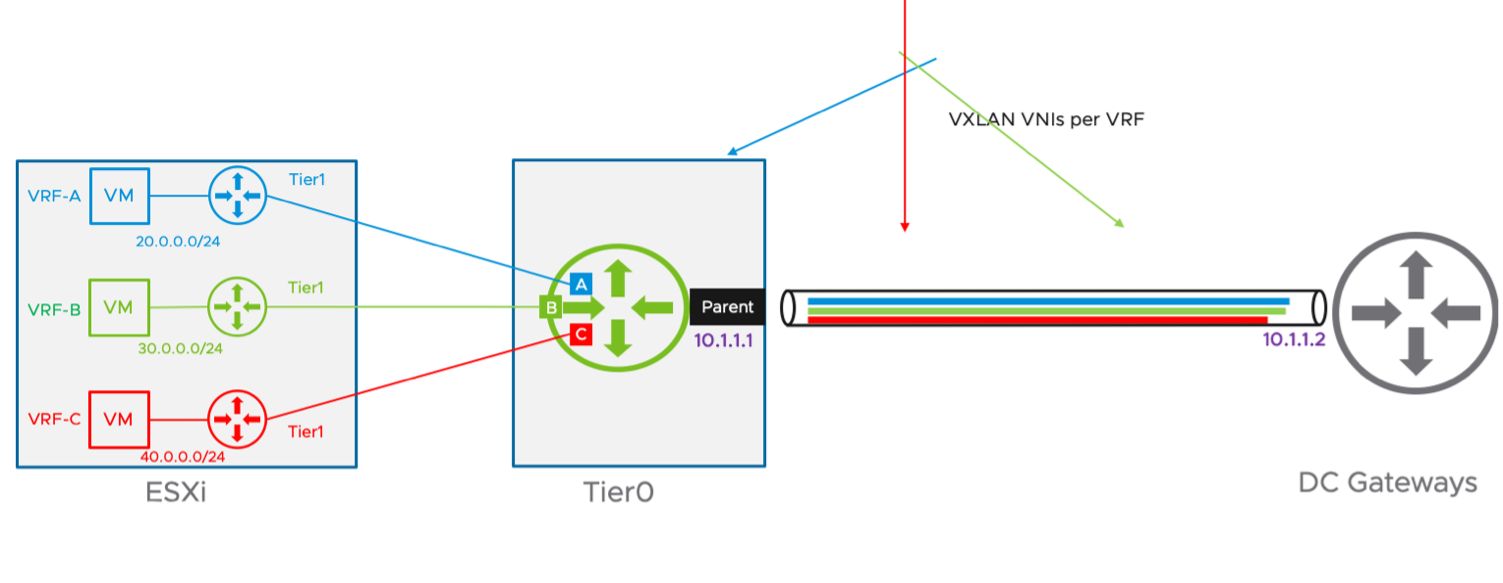 VXLAN VNIs per VRF
VRF-A
VM
Tier1
20.0.0.0/24
VRF-B
VM
Tier1
30.0.0.0/24
VRF-C
VM
Tier1
40.0.0.0/24
ESXi
A
B
C
Parent
10.1.1.1
Tier0
10.1.1.2
DC Gateways